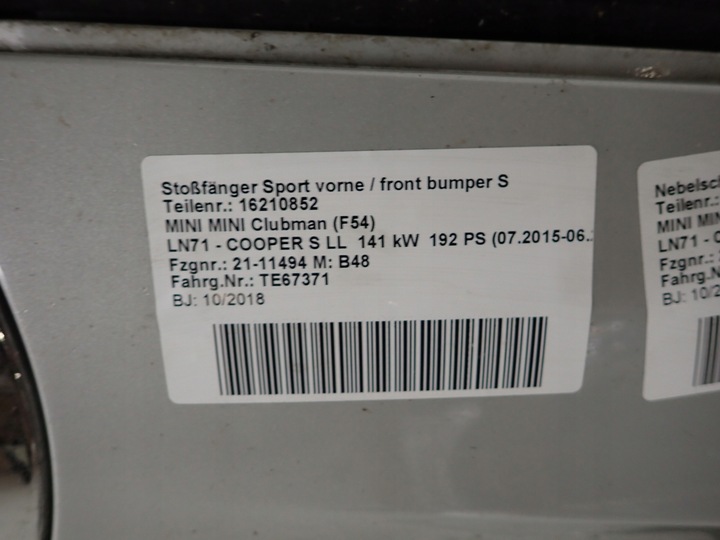 Stoßfänger Sport vorne / front bumper S
Teilenr.: 16210852
MINI MINI Clubman (F54)
LN71 - COOPER S LL 141 kW 192 PS (07.2015-06.
Fzgnr.: 21-11494 M: B48
Fahrg.Nr.: TE67371
BJ: 10/2018
Nebelsch
Teilenr.:
MINI MIN
LN71 - C
Fzgnr.:
Fahrg.N
BJ: 10/2